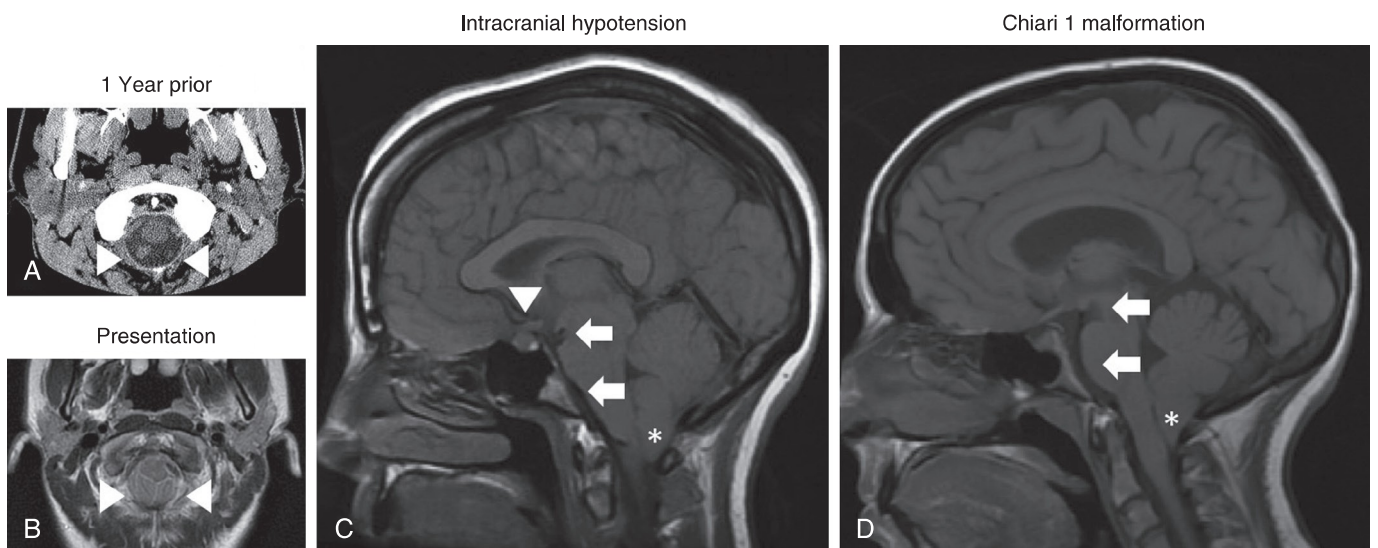 Intracranial hypotension
Chiari 1 malformation
1 Year prior
A
Presentation
B
C
*
D
*